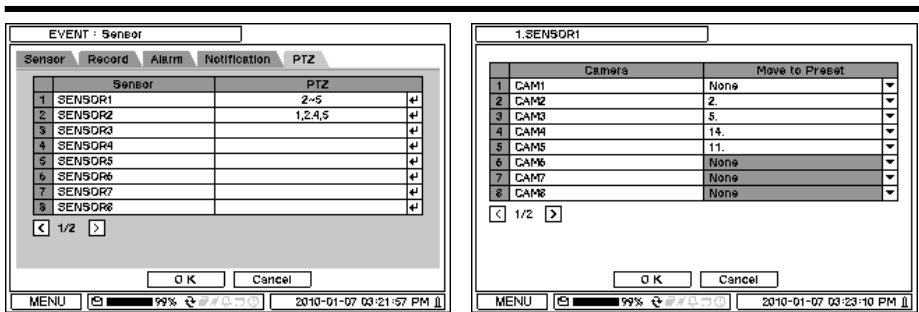 EVENT : Sensor
Sensor Record Alarm Notification PTZ
Sensor PTZ
1 SENSOR1 2~5
2 SENSOR2 1,2,4,5
3 SENSOR3
4 SENSOR4
5 SENSOR5
6 SENSOR6
7 SENSOR7
8 SENSOR8
< 1/2 >
OK Cancel
MENU 99% 2010-01-07 03:21:57 PM
1.SENSOR1
Camera Move to Preset
1 CAM1 None
2 CAM2 2.
3 CAM3 5.
4 CAM4 14.
5 CAM5 11.
6 CAM6 None
7 CAM7 None
8 CAM8 None
< 1/2 >
OK Cancel
MENU 99% 2010-01-07 03:23:10 PM